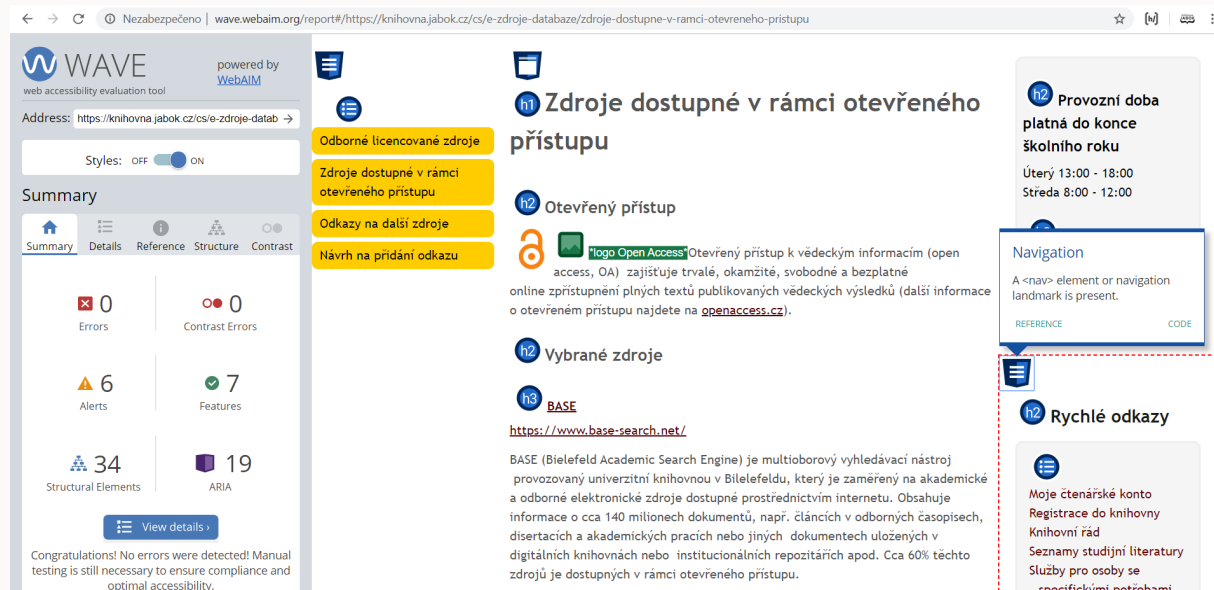 Nezabezpečeno | wave.webaim.org/report#/https://knihovna.jabok.cz/cs/e-zdroje-databaze/zdroje-dostupne-v-ramci-otevreneho-pristupu
WAVE
web accessibility evaluation tool
powered by
WebAIM
Address: https://knihovna.jabok.cz/cs/e-zdroje-datab
Styles: OFF ON
Summary
Summary Details Reference Structure Contrast
0
Errors
0
Contrast Errors
6
Alerts
7
Features
34
Structural Elements
19
ARIA
View details ›
Congratulations! No errors were detected! Manual
testing is still necessary to ensure compliance and
optimal accessibility.
Odborné licencované zdroje
Zdroje dostupné v rámci
otevřeného přístupu
Odkazy na další zdroje
Návrh na přidání odkazu
h1 Zdroje dostupné v rámci otevřeného
přístupu
h2 Otevřený přístup
*logo Open Access*Otevřený přístup k vědeckým informacím (open
access, OA) zajišťuje trvalé, okamžité, svobodné a bezplatné
online zpřístupnění plných textů publikovaných vědeckých výsledků (další informace
o otevřeném přístupu najdete na openaccess.cz).
h2 Vybrané zdroje
h3 BASE
https://www.base-search.net/
BASE (Bielefeld Academic Search Engine) je multioborový vyhledávací nástroj
provozovaný univerzitní knihovnou v Bilelefeldu, který je zaměřený na akademické
a odborné elektronické zdroje dostupné prostřednictvím internetu. Obsahuje
informace o cca 140 milionech dokumentů, např. článcích v odborných časopisech,
disertacích a akademických pracích nebo jiných dokumentech uložených v
digitálních knihovnách nebo institucionálních repozitářích apod. Cca 60% těchto
zdrojů je dostupných v rámci otevřeného přístupu.
h2 Provozní doba
platná do konce
školního roku
Úterý 13:00 - 18:00
Středa 8:00 - 12:00
Navigation
A <nav> element or navigation
landmark is present.
REFERENCE CODE
h2 Rychlé odkazy
Moje čtenářské konto
Registrace do knihovny
Knihovní řád
Seznamy studijní literatury
Služby pro osoby se
specifickými potřebami